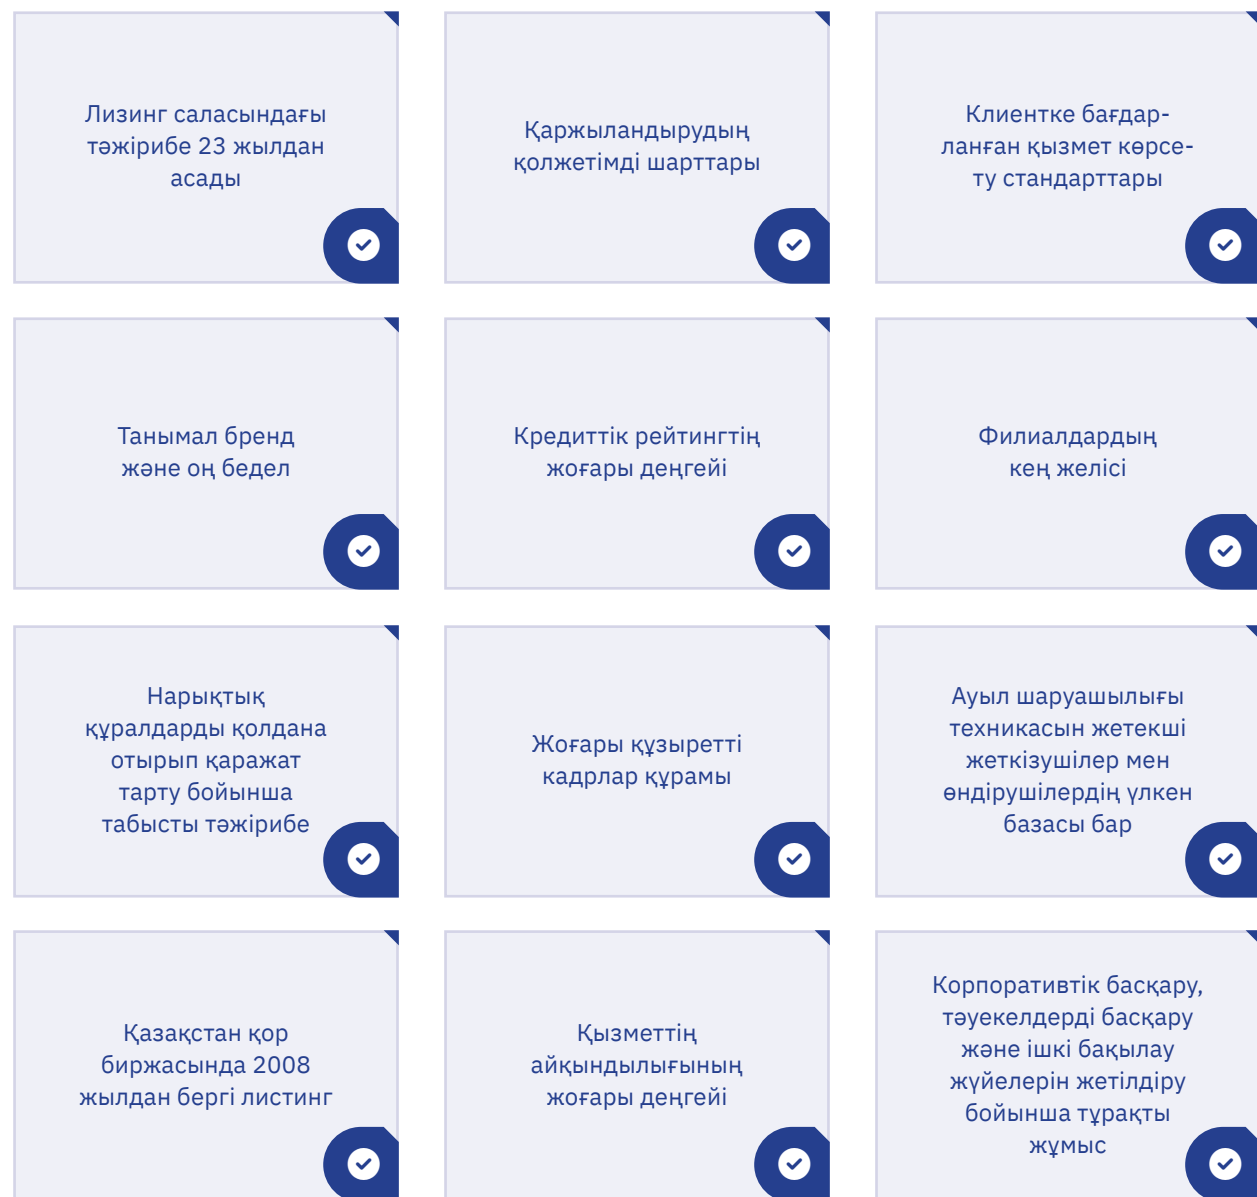 Лизинг саласындағы
тәжірибе 23 жылдан
асады
Қаржыландырудың
қолжетімді шарттары
Клиентке бағдар-
ланған қызмет көрсе-
ту стандарттары
Танымал бренд
және оң бедел
Кредиттік рейтингтің
жоғары деңгейі
Филиалдардың
кең желісі
Нарықтық
құралдарды қолдана
отырып қаражат
тарту бойынша
табысты тәжірибе
Жоғары құзыретті
кадрлар құрамы
Ауыл шаруашылығы
техникасын жетекші
жеткізушілер мен
өндірушілердің үлкен
базасы бар
Қазақстан қор
биржасында 2008
жылдан бергі листинг
Қызметтің
айқындылығының
жоғары деңгейі
Корпоративтік басқару,
тәуекелдерді басқару
және ішкі бақылау
жүйелерін жетілдіру
бойынша тұрақты
жұмыс